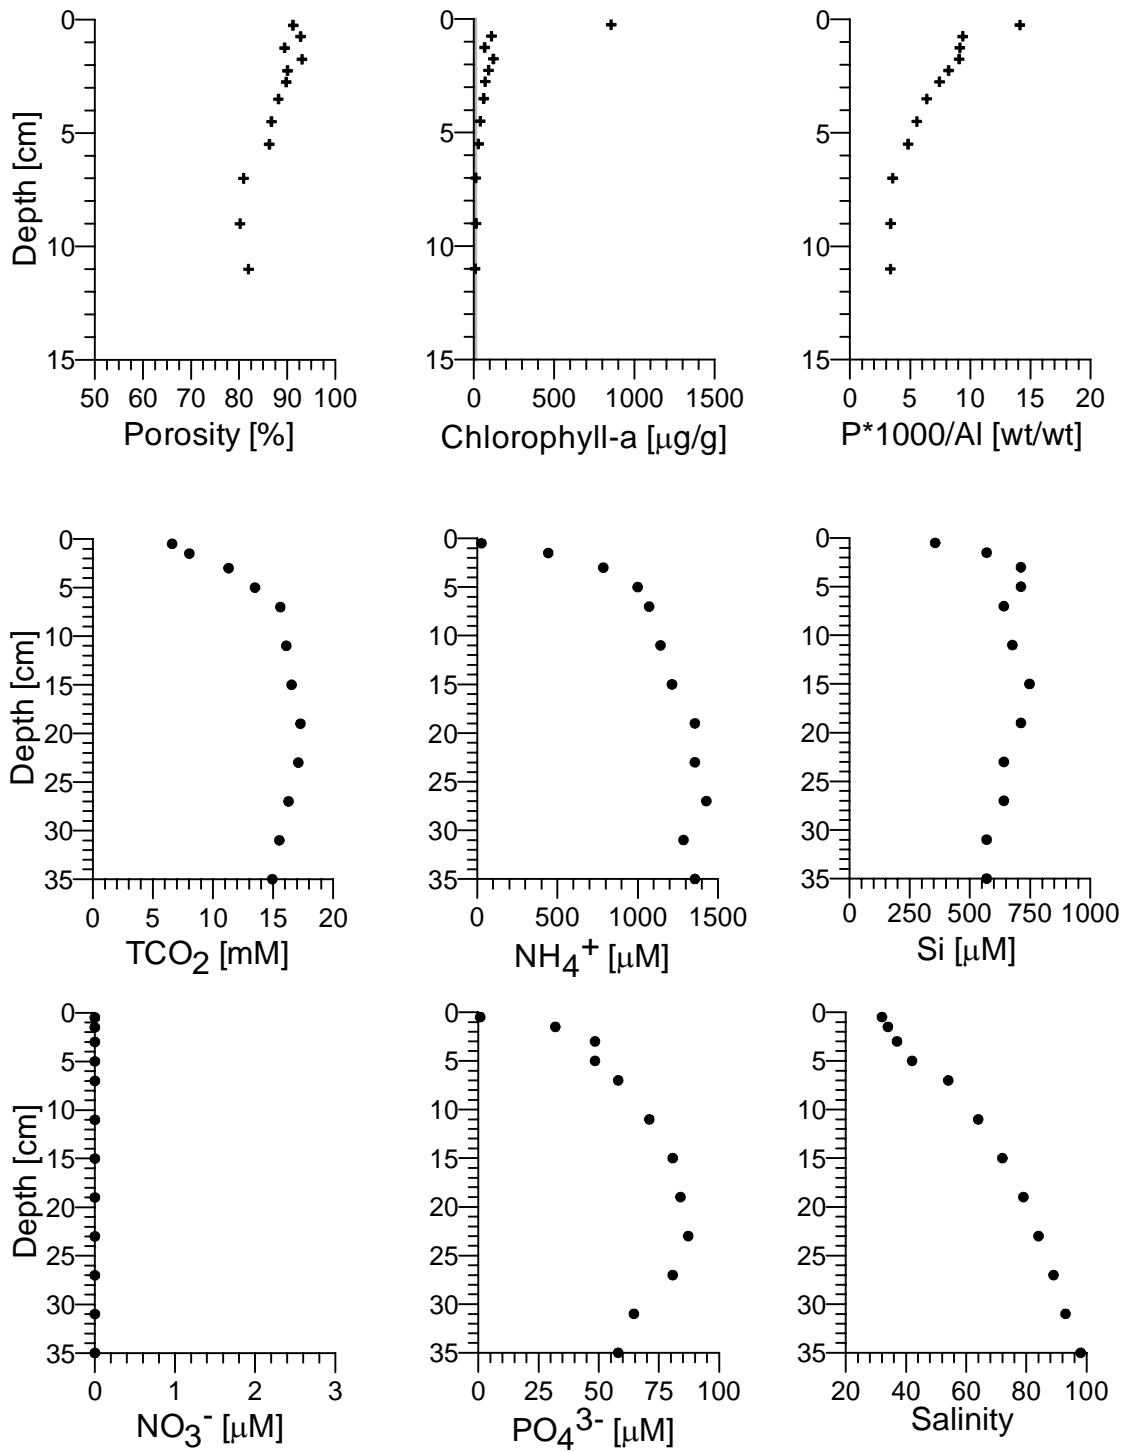 0
5
10
15
Depth [cm]
50 60 70 80 90 100
Porosity [%]
0
5
10
15
0 500 1000 1500
Chlorophyll-a [μg/g]
0
5
10
15
0 5 10 15 20
P*1000/Al [wt/wt]
0
5
10
15
20
25
30
35
Depth [cm]
0 5 10 15 20
TCO2 [mM]
0
5
10
15
20
25
30
35
0 500 1000 1500
NH4+ [μM]
0
5
10
15
20
25
30
35
0 250 500 750 1000
Si [μM]
0
5
10
15
20
25
30
35
Depth [cm]
0 1 2 3
NO3- [μM]
0
5
10
15
20
25
30
35
0 25 50 75 100
PO43- [μM]
0
5
10
15
20
25
30
35
20 40 60 80 100
Salinity